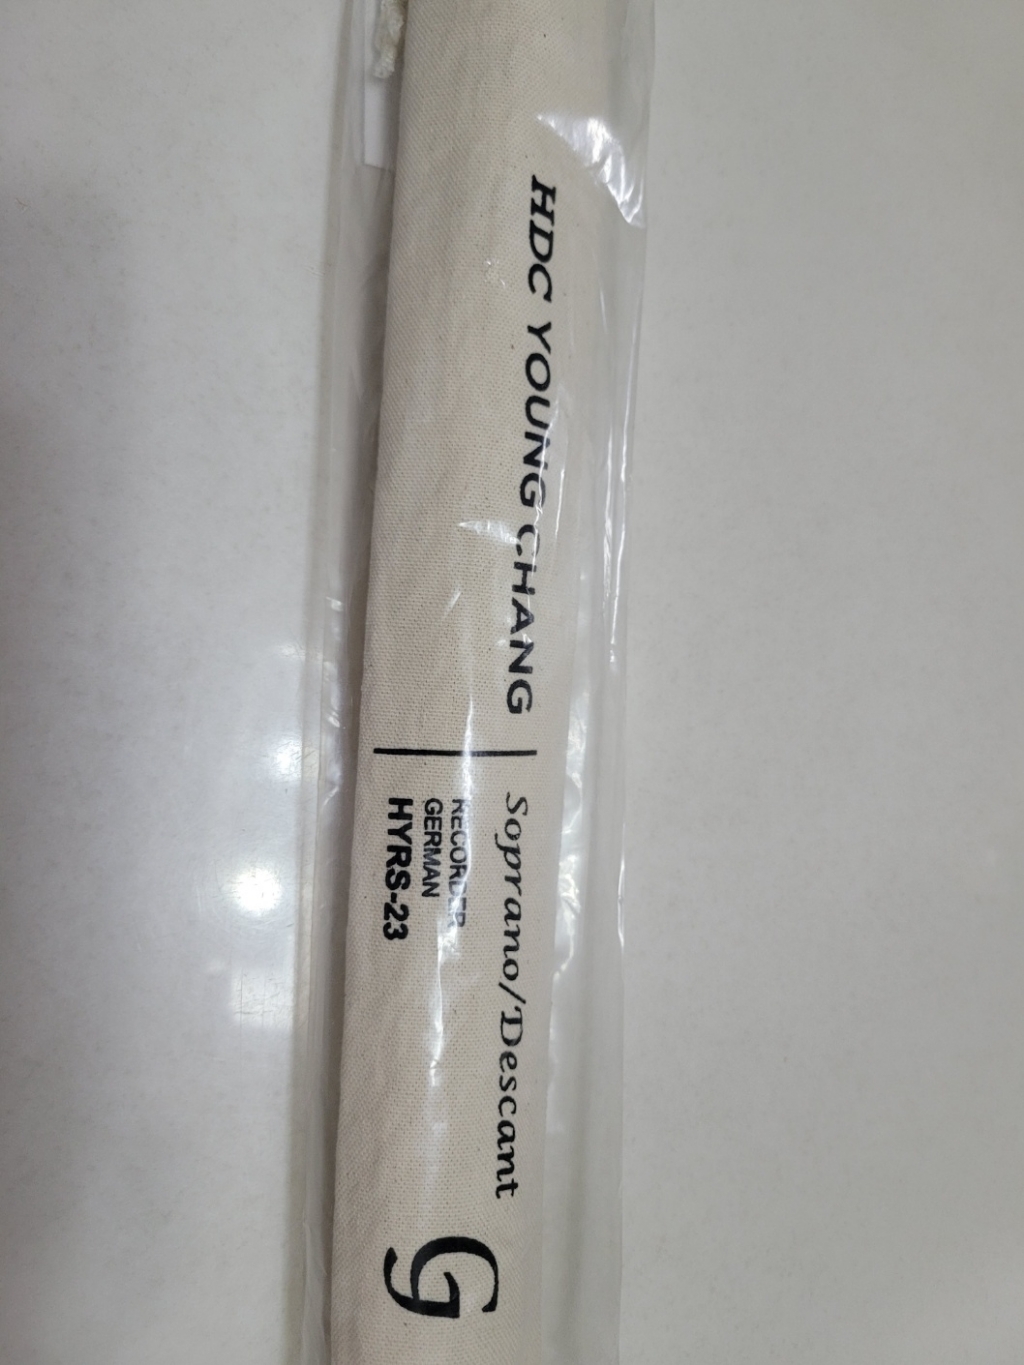 HDC YOUNG CHANG
Soprano/Descant
RECORDER
GERMAN
HYRS-23
G